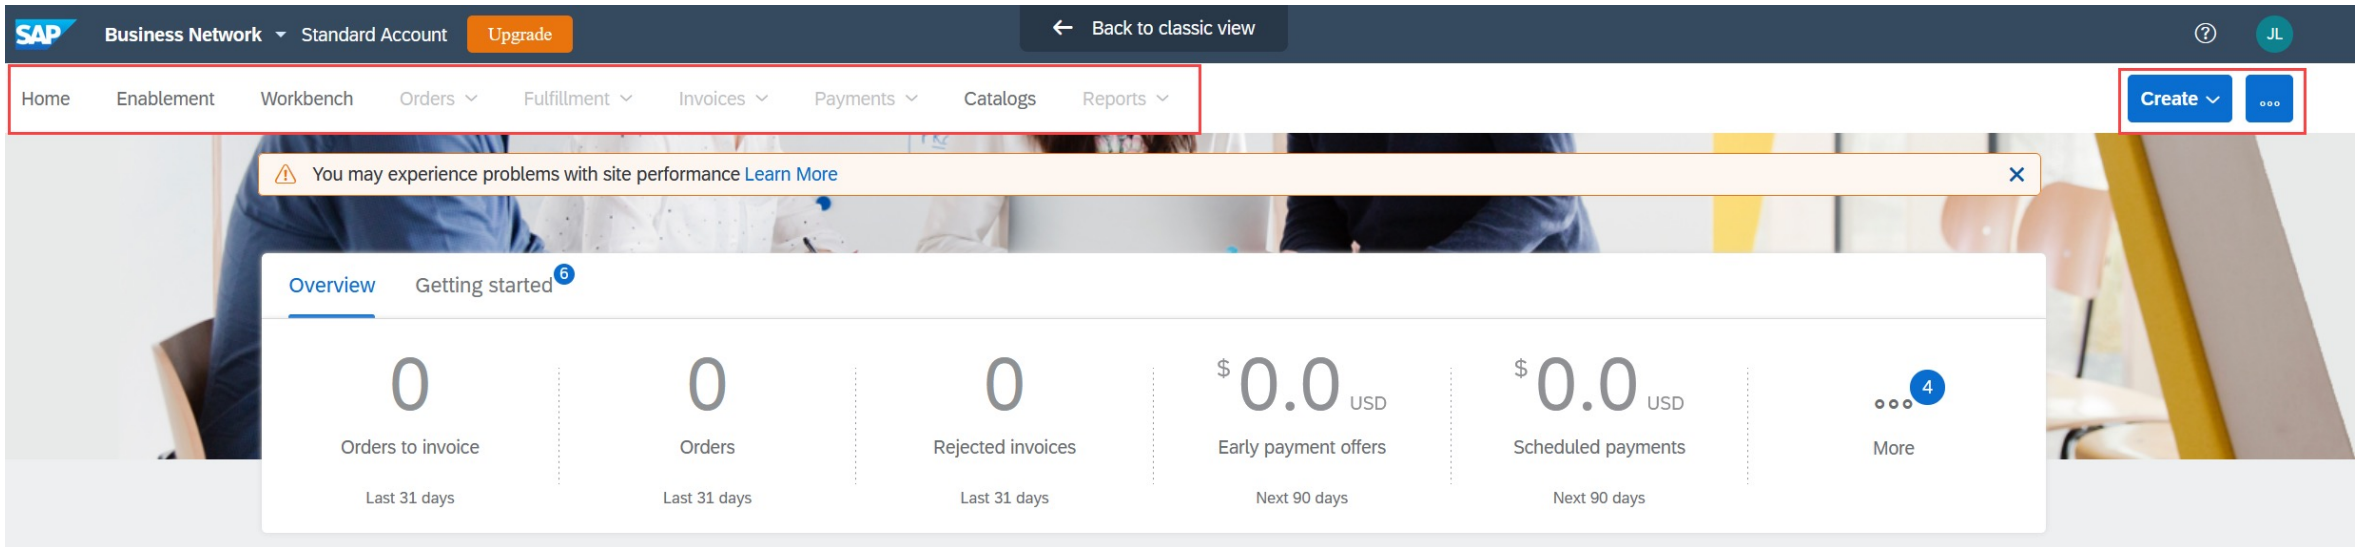 SAP Business Network Standard Account Upgrade ← Back to classic view ? JL
Home Enablement Workbench Orders Fulfillment Invoices Payments Catalogs Reports Create
You may experience problems with site performance Learn More
Overview Getting started 6
0 0 0 $ 0.0 USD $ 0.0 USD 4
Orders to invoice Orders Rejected invoices Early payment offers Scheduled payments More
Last 31 days Last 31 days Last 31 days Next 90 days Next 90 days